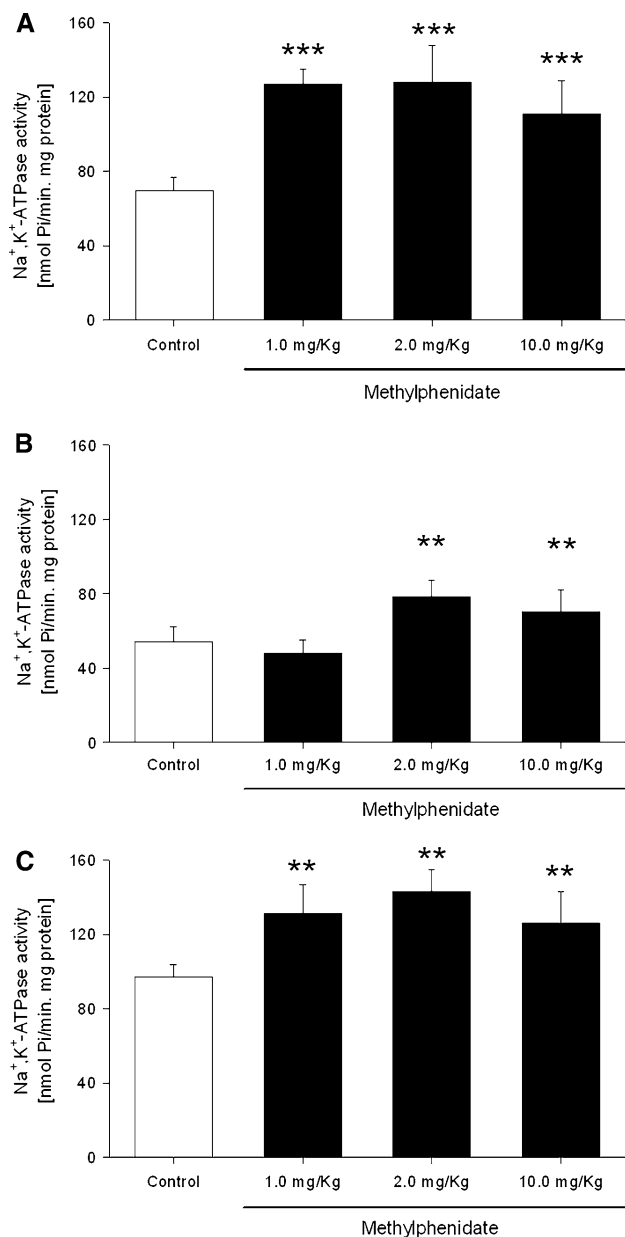 A
Na+,K+-ATPase activity
[nmol Pi/min. mg protein]
160
120
80
40
0
***
***
***
Control
1.0 mg/Kg
2.0 mg/Kg
10.0 mg/Kg
Methylphenidate
B
Na+,K+-ATPase activity
[nmol Pi/min. mg protein]
160
120
80
40
0
**
**
Control
1.0 mg/Kg
2.0 mg/Kg
10.0 mg/Kg
Methylphenidate
C
Na+,K+-ATPase activity
[nmol Pi/min. mg protein]
160
120
80
40
0
**
**
**
Control
1.0 mg/Kg
2.0 mg/Kg
10.0 mg/Kg
Methylphenidate